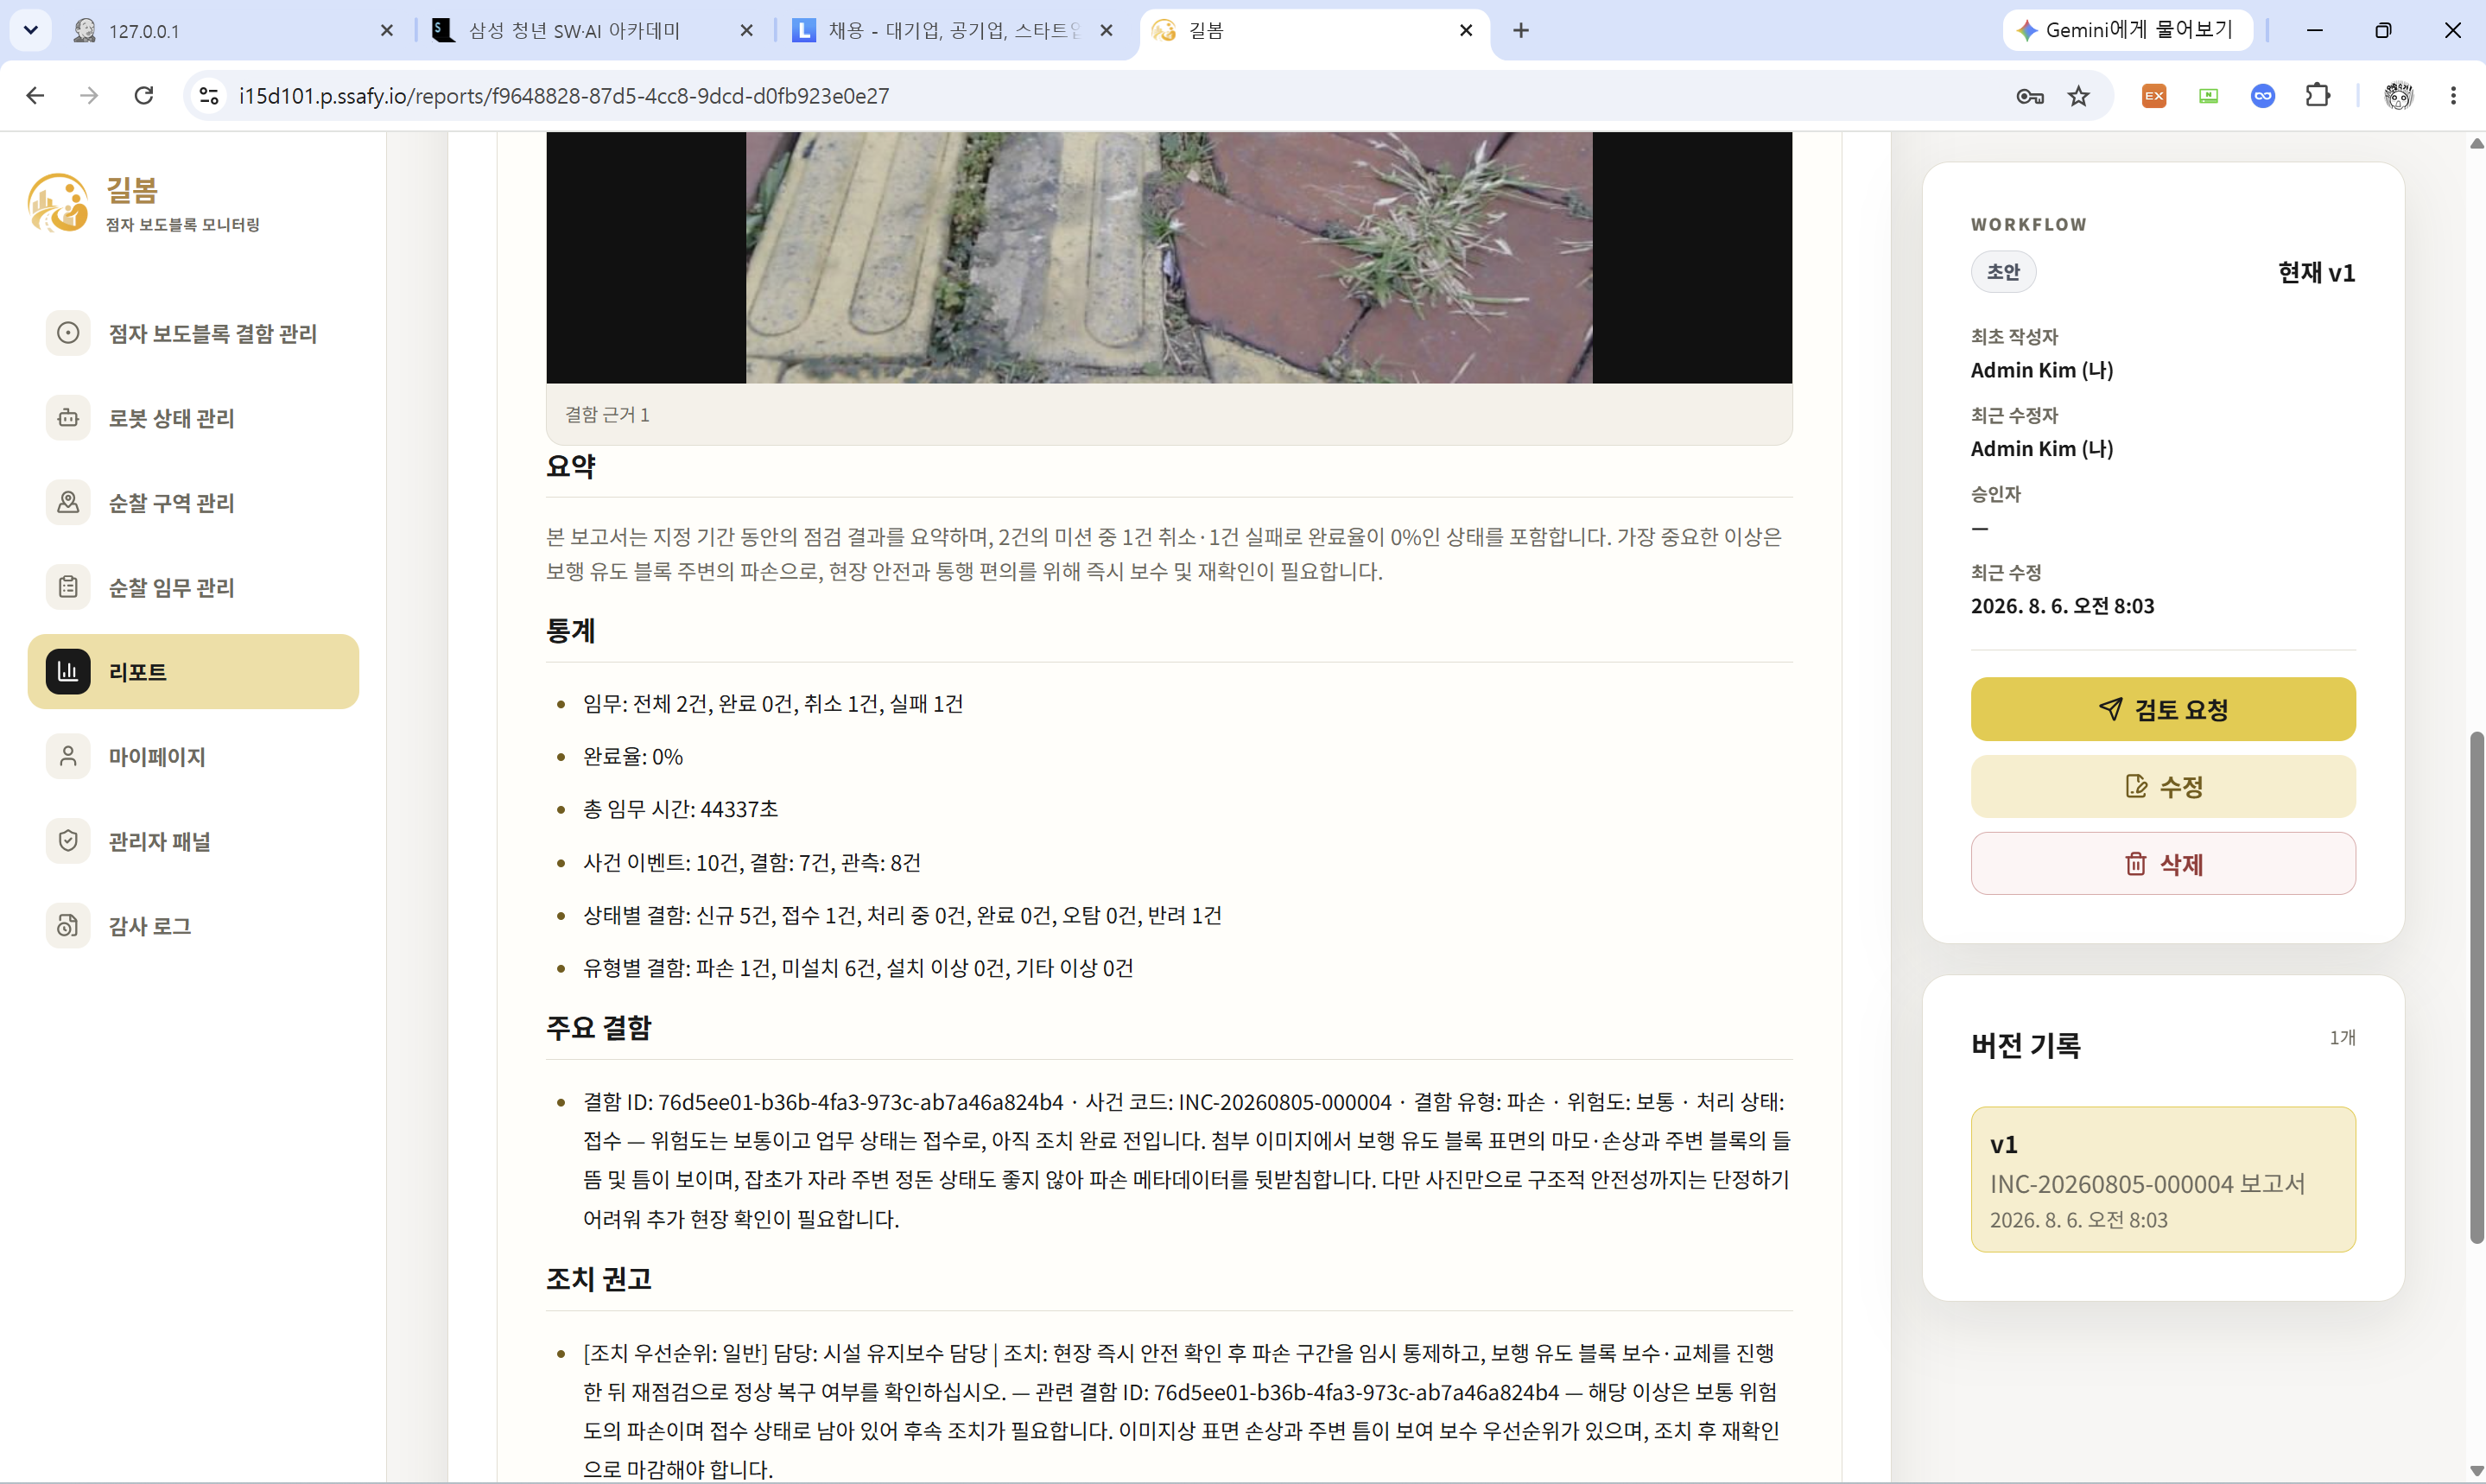 127.0.0.1
삼성 청년 SW·AI 아카데미
채용 - 대기업, 공기업, 스타트업
길봄
Gemini에게 물어보기
i15d101.p.ssafy.io/reports/f9648828-87d5-4cc8-9dcd-d0fb923e0e27
EX
길봄
점자 보도블록 모니터링
점자 보도블록 결함 관리
로봇 상태 관리
순찰 구역 관리
순찰 임무 관리
리포트
마이페이지
관리자 패널
감사 로그
결함 근거 1
요약
본 보고서는 지정 기간 동안의 점검 결과를 요약하며, 2건의 미션 중 1건 취소·1건 실패로 완료율이 0%인 상태를 포함합니다. 가장 중요한 이상은
보행 유도 블록 주변의 파손으로, 현장 안전과 통행 편의를 위해 즉시 보수 및 재확인이 필요합니다.
통계
임무: 전체 2건, 완료 0건, 취소 1건, 실패 1건
완료율: 0%
총 임무 시간: 44337초
사건 이벤트: 10건, 결함: 7건, 관측: 8건
상태별 결함: 신규 5건, 접수 1건, 처리 중 0건, 완료 0건, 오탐 0건, 반려 1건
유형별 결함: 파손 1건, 미설치 6건, 설치 이상 0건, 기타 이상 0건
주요 결함
결함 ID: 76d5ee01-b36b-4fa3-973c-ab7a46a824b4 · 사건 코드: INC-20260805-000004 · 결함 유형: 파손 · 위험도: 보통 · 처리 상태:
접수 — 위험도는 보통이고 업무 상태는 접수로, 아직 조치 완료 전입니다. 첨부 이미지에서 보행 유도 블록 표면의 마모·손상과 주변 블록의 들
뜸 및 틈이 보이며, 잡초가 자라 주변 정돈 상태도 좋지 않아 파손 메타데이터를 뒷받침합니다. 다만 사진만으로 구조적 안전성까지는 단정하기
어려워 추가 현장 확인이 필요합니다.
조치 권고
[조치 우선순위: 일반] 담당: 시설 유지보수 담당 | 조치: 현장 즉시 안전 확인 후 파손 구간을 임시 통제하고, 보행 유도 블록 보수·교체를 진행
한 뒤 재점검으로 정상 복구 여부를 확인하십시오. — 관련 결함 ID: 76d5ee01-b36b-4fa3-973c-ab7a46a824b4 — 해당 이상은 보통 위험
도의 파손이며 접수 상태로 남아 있어 후속 조치가 필요합니다. 이미지상 표면 손상과 주변 틈이 보여 보수 우선순위가 있으며, 조치 후 재확인
으로 마감해야 합니다.
WORKFLOW
초안
현재 v1
최초 작성자
Admin Kim (나)
최근 수정자
Admin Kim (나)
승인자
—
최근 수정
2026. 8. 6. 오전 8:03
검토 요청
수정
삭제
버전 기록
1개
v1
INC-20260805-000004 보고서
2026. 8. 6. 오전 8:03